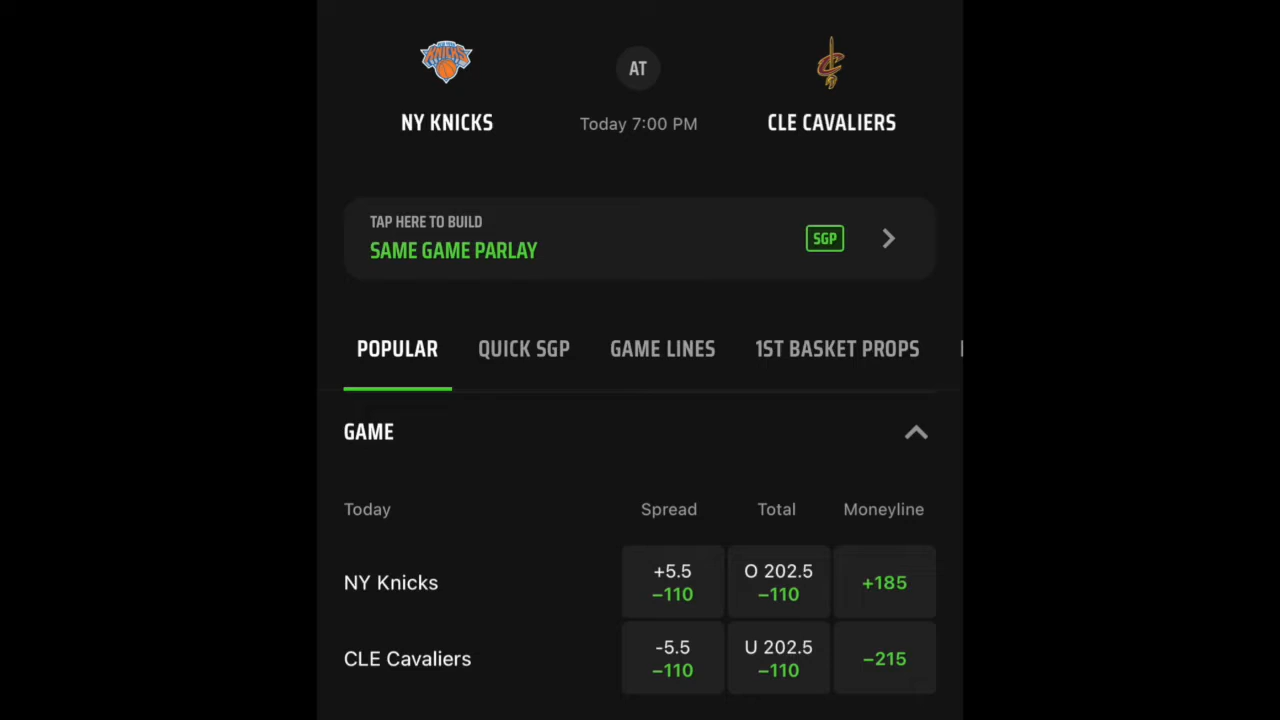 KNICKS
AT
NY KNICKS
Today 7:00 PM
CLE CAVALIERS
TAP HERE TO BUILD
SAME GAME PARLAY
SGP
POPULAR QUICK SGP GAME LINES 1ST BASKET PROPS
GAME
Today Spread Total Moneyline
+5.5 O 202.5
NY Knicks +185
−110 −110
-5.5 U 202.5
CLE Cavaliers −215
−110 −110